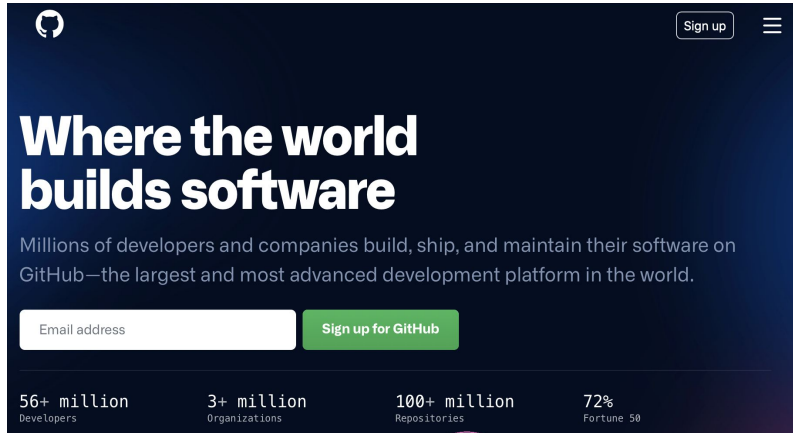 Sign up
Where the world
builds software
Millions of developers and companies build, ship, and maintain their software on
GitHub—the largest and most advanced development platform in the world.
Email address
Sign up for GitHub
56+ million
Developers
3+ million
Organizations
100+ million
Repositories
72%
Fortune 50